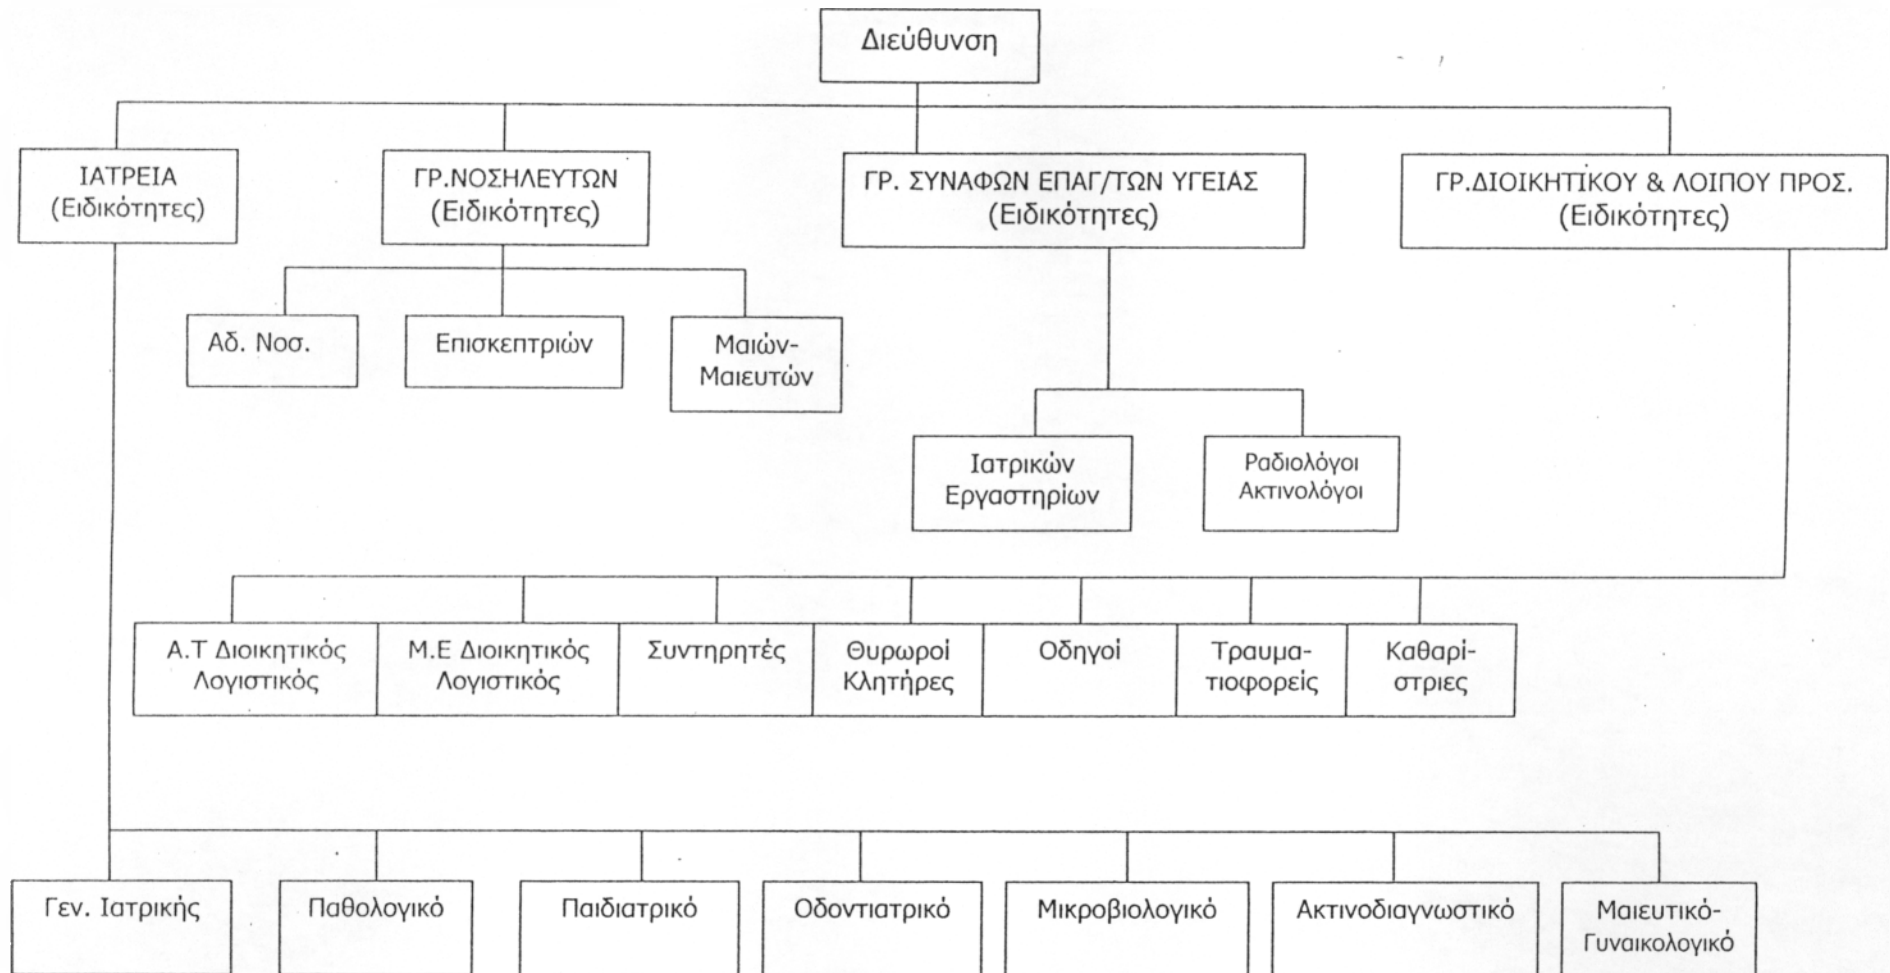 Διεύθυνση
ΙΑΤΡΕΙΑ
(Ειδικότητες)
ΓΡ.ΝΟΣΗΛΕΥΤΩΝ
(Ειδικότητες)
ΓΡ. ΣΥΝΑΦΩΝ ΕΠΑΓ/ΤΩΝ ΥΓΕΙΑΣ
(Ειδικότητες)
ΓΡ.ΔΙΟΙΚΗΤΙΚΟΥ & ΛΟΙΠΟΥ ΠΡΟΣ.
(Ειδικότητες)
Αδ. Νοσ.
Επισκεπτριών
Μαιών-
Μαιευτών
Ιατρικών
Εργαστηρίων
Ραδιολόγοι
Ακτινολόγοι
Α.Τ Διοικητικός
Λογιστικός
Μ.Ε Διοικητικός
Λογιστικός
Συντηρητές
Θυρωροί
Κλητήρες
Οδηγοί
Τραυμα-
τιοφορείς
Καθαρί-
στριες
Γεν. Ιατρικής
Παθολογικό
Παιδιατρικό
Οδοντιατρικό
Μικροβιολογικό
Ακτινοδιαγνωστικό
Μαιευτικό-
Γυναικολογικό